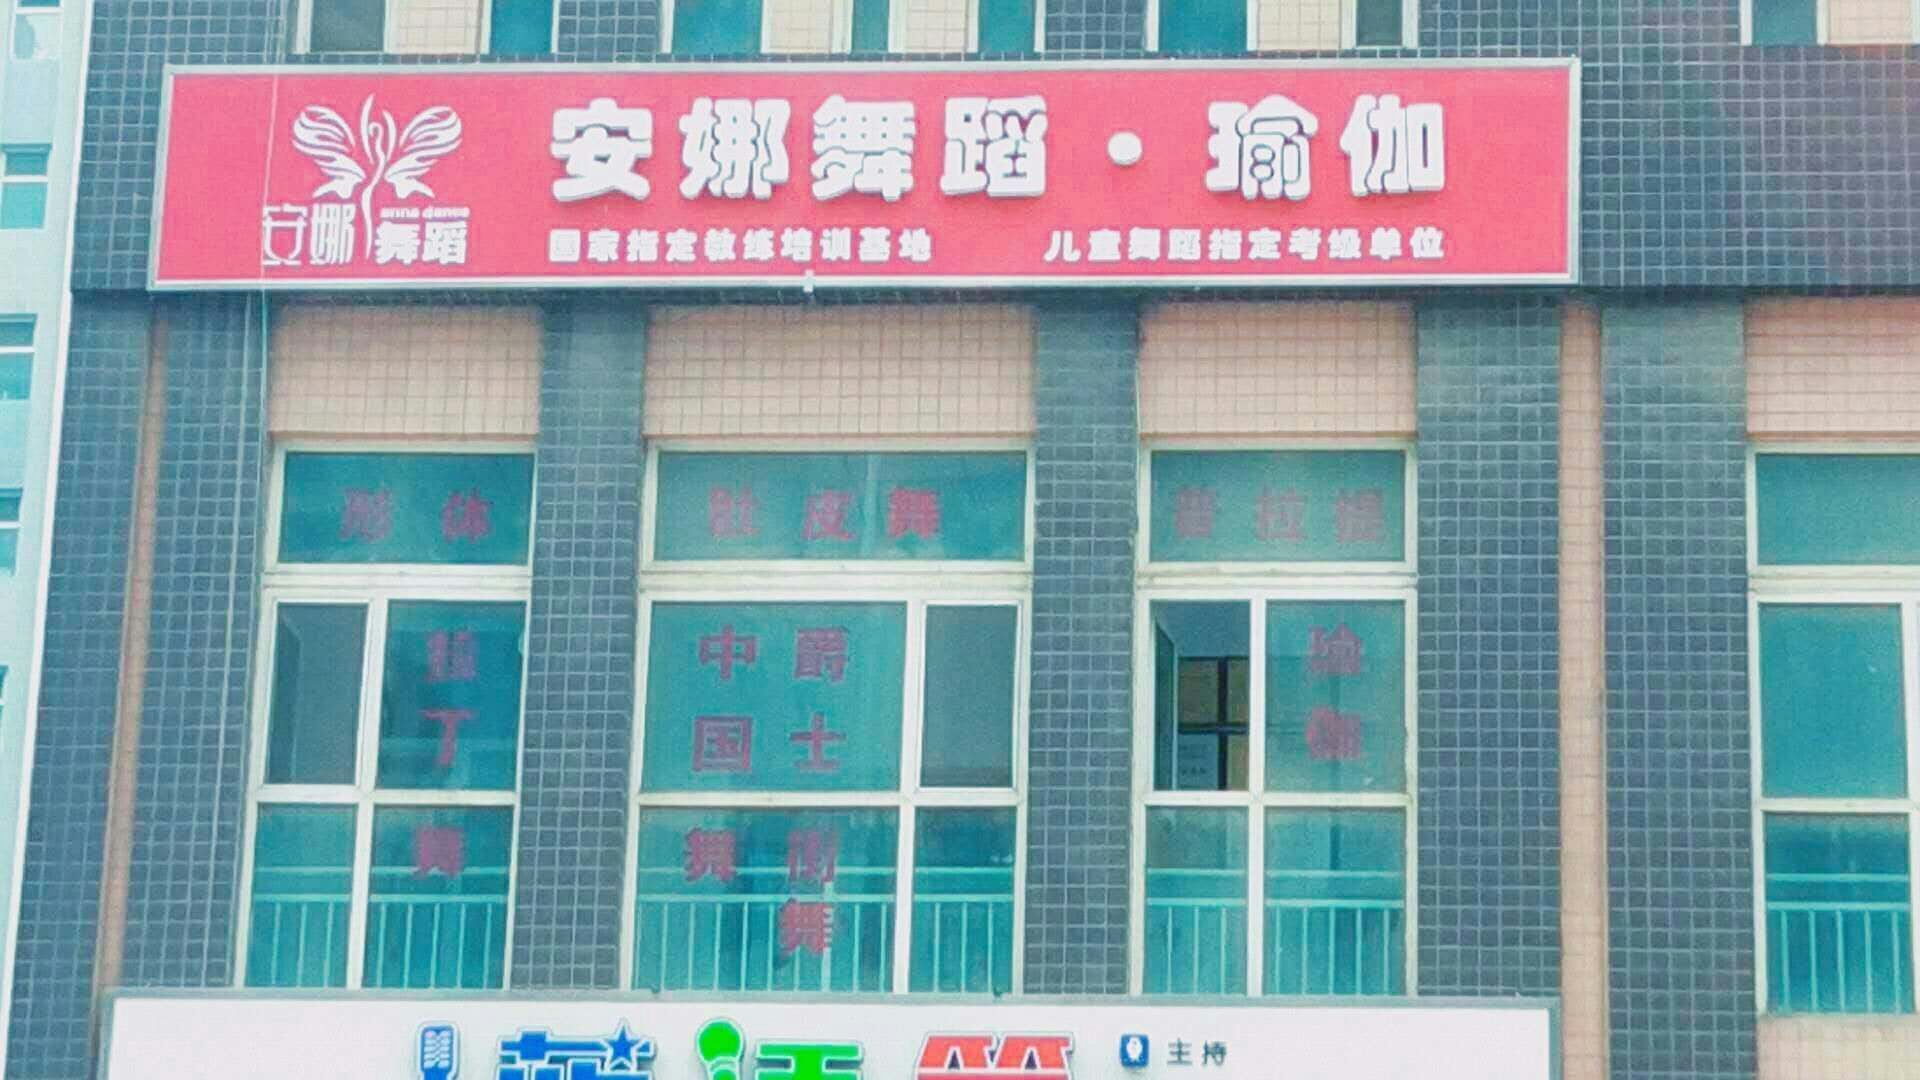 安娜舞蹈·瑜伽
安娜
anna dance
舞蹈
国家指定教练培训基地 儿童舞蹈指定考级单位
形体
肚皮舞
普拉提
拉丁舞
中国舞
爵士
街舞
瑜伽
主持